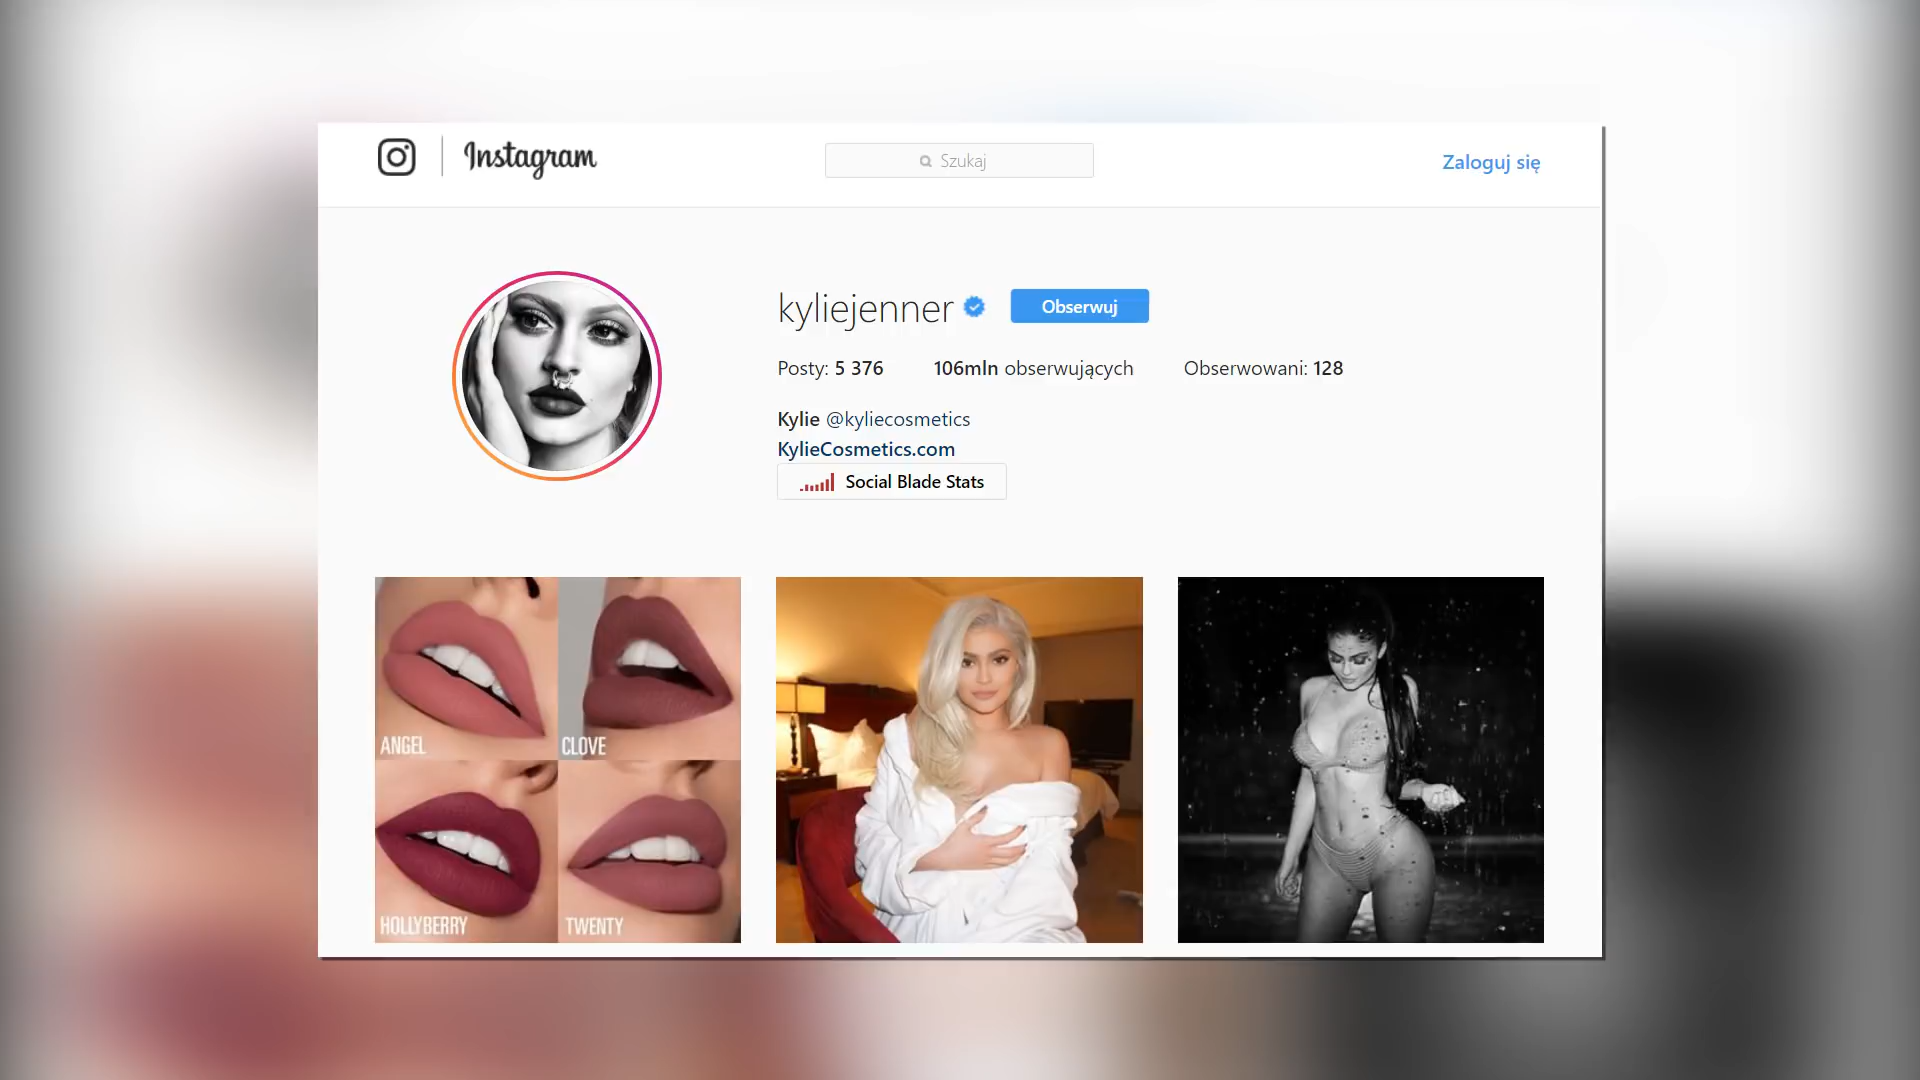 Instagram
Szukaj
Zaloguj się
kyliejenner
Obserwuj
Posty: 5 376 106mln obserwujących Obserwowani: 128
Kylie @kyliecosmetics
KylieCosmetics.com
Social Blade Stats
ANGEL
CLOVE
HOLLYBERRY
TWENTY